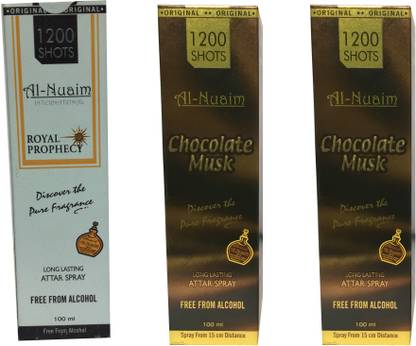 •ORIGINAL• •ORIGINAL•
1200
SHOTS
Al-Nuaim
ROYAL
PROPHECY
Discover the
Pure Fragrance
LONG LASTING
ATTAR SPRAY
FREE FROM ALCOHOL
100 ml
Free From Alcohol
•ORIGINAL• •ORIGINAL•
1200
SHOTS
Al-Nuaim
Chocolate
Musk
Discover the
Pure Fragrance
LONG LASTING
ATTAR SPRAY
FREE FROM ALCOHOL
100 ml
Spray From 15 cm Distance
•ORIGINAL• •ORIGINAL•
1200
SHOTS
Al-Nuaim
Chocolate
Musk
Discover the
Pure Fragrance
LONG LASTING
ATTAR SPRAY
FREE FROM ALCOHOL
100 ml
Spray From 15 cm Distance